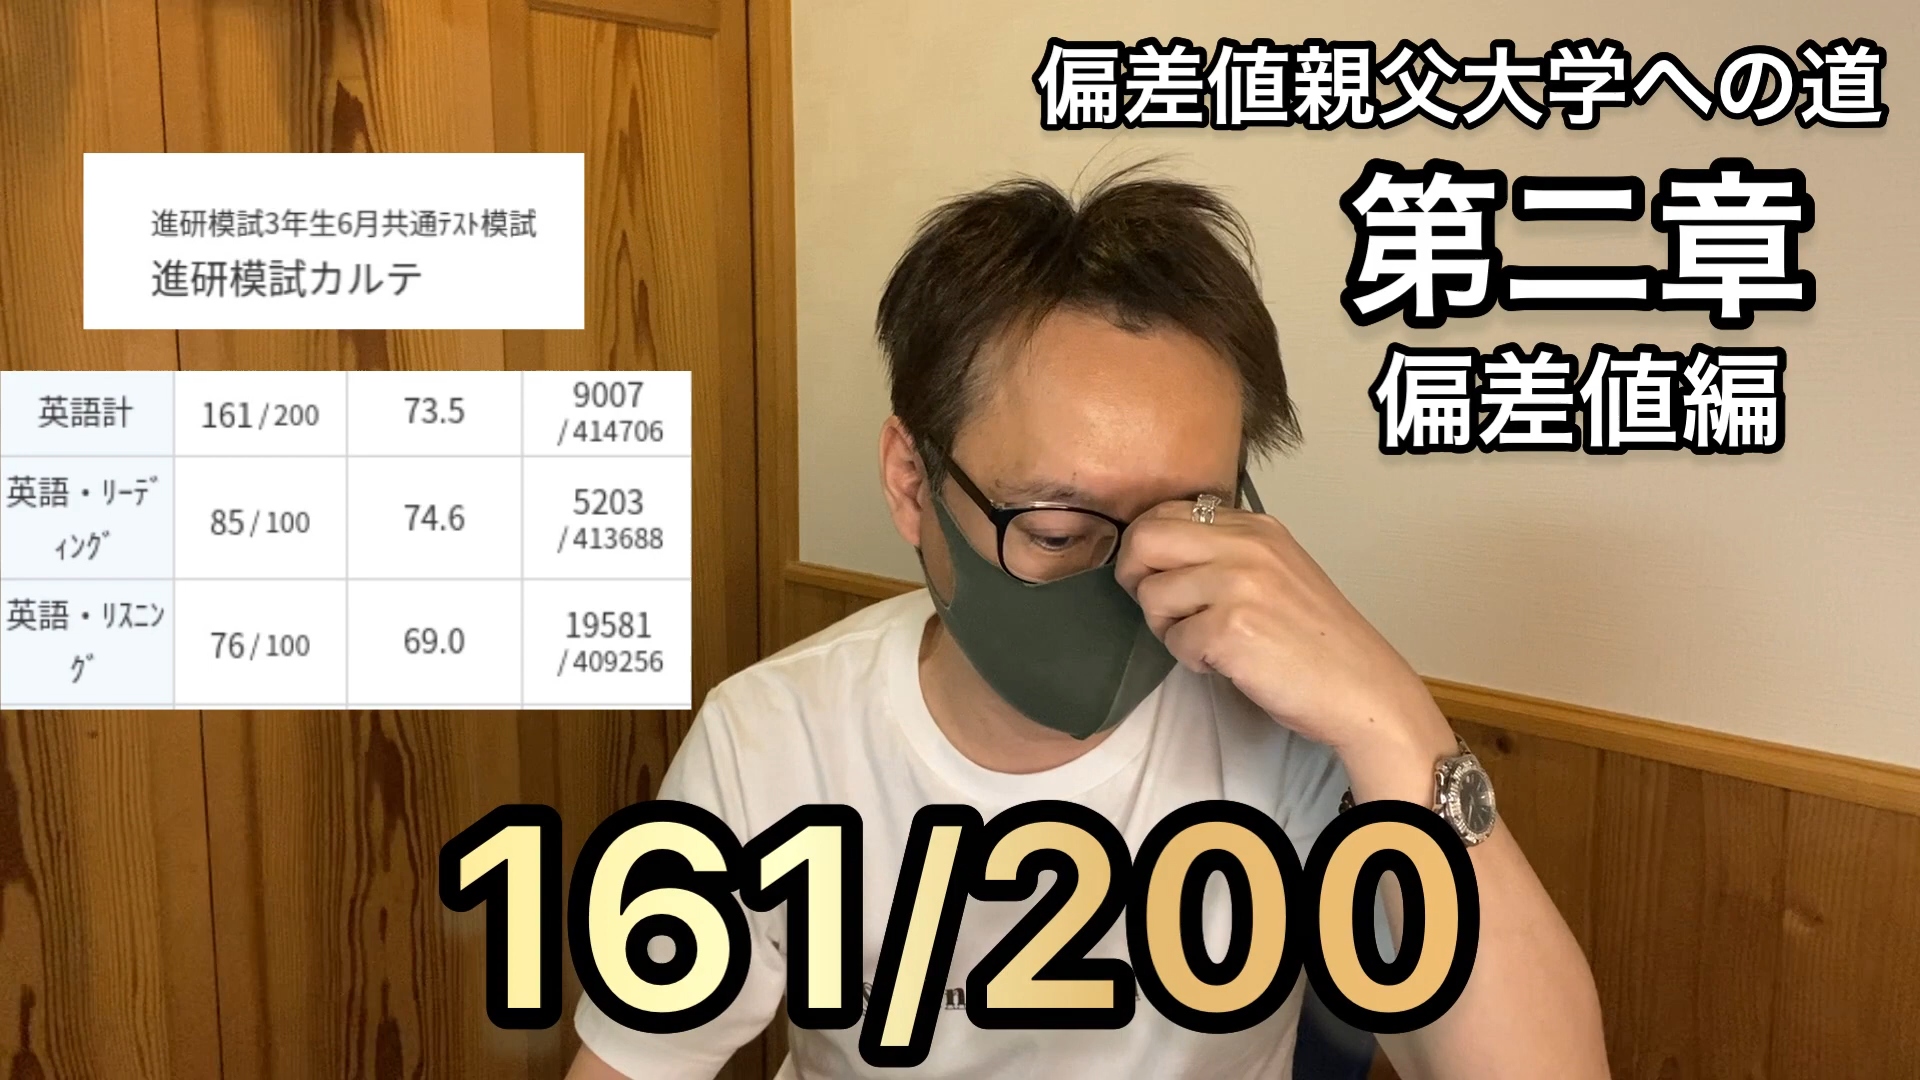 偏差値親父大学への道
第二章
偏差値編
進研模試3年生6月共通ﾃｽﾄ模試
進研模試カルテ
英語計 161/200 73.5 9007
/414706
英語・ﾘｰﾃﾞ
ｨﾝｸﾞ 85/100 74.6 5203
/413688
英語・ﾘｽﾆﾝ
ｸﾞ 76/100 69.0 19581
/409256
161/200